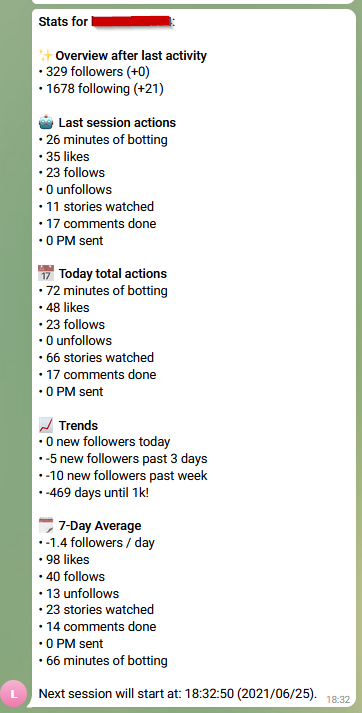 Stats for :
✨Overview after last activity
• 329 followers (+0)
• 1678 following (+21)
🤖 Last session actions
• 26 minutes of botting
• 35 likes
• 23 follows
• 0 unfollows
• 11 stories watched
• 17 comments done
• 0 PM sent
📅 Today total actions
• 72 minutes of botting
• 48 likes
• 23 follows
• 0 unfollows
• 66 stories watched
• 17 comments done
• 0 PM sent
📈 Trends
• 0 new followers today
• -5 new followers past 3 days
• -10 new followers past week
• -469 days until 1k!
🗓 7-Day Average
• -1.4 followers / day
• 98 likes
• 40 follows
• 13 unfollows
• 23 stories watched
• 14 comments done
• 0 PM sent
• 66 minutes of botting
L
Next session will start at: 18:32:50 (2021/06/25).
18:32